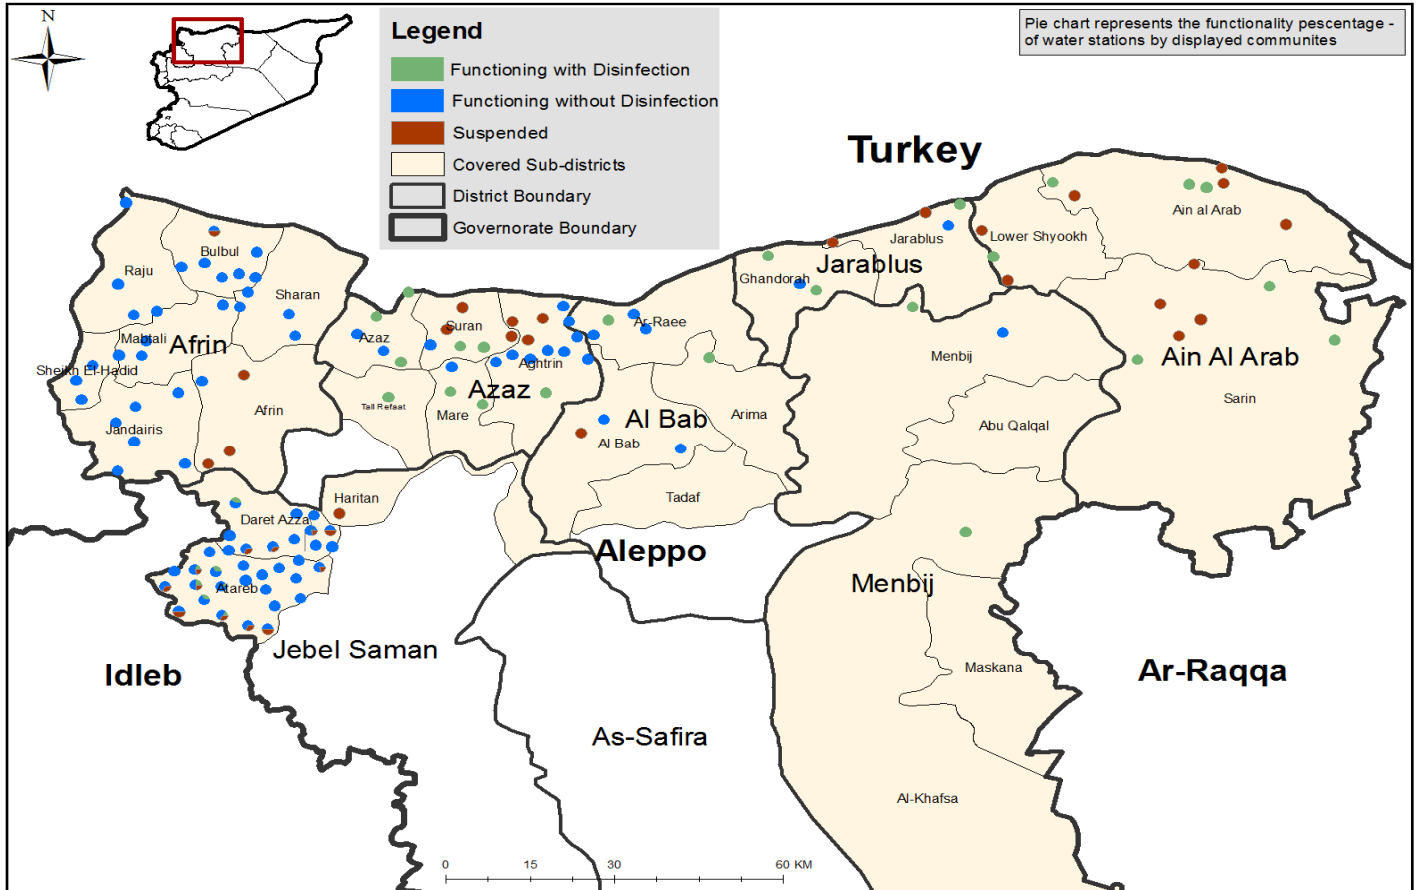 N
Legend
Functioning with Disinfection
Functioning without Disinfection
Suspended
Covered Sub-districts
District Boundary
Governorate Boundary
Pie chart represents the functionality pescentage -
of water stations by displayed communites
Turkey
Ain al Arab
Bulbul
Raju
Sharan
Jarablus
Lower Shyookh
Jarablus
Ghandorah
Mabtali
Afrin
Azaz
Suran
Ar-Raee
Aghtrin
Menbij
Ain Al Arab
Sheikh El-Hadid
Azaz
Sarin
Tall Refaat
Mare
Afrin
Jandairis
Al Bab
Arima
Al Bab
Abu Qalqal
Haritan
Tadaf
Daret Azza
Aleppo
Menbij
Atareb
Jebel Saman
Idleb
Maskana
Ar-Raqqa
As-Safira
Al-Khafsa
0 15 30 60 KM